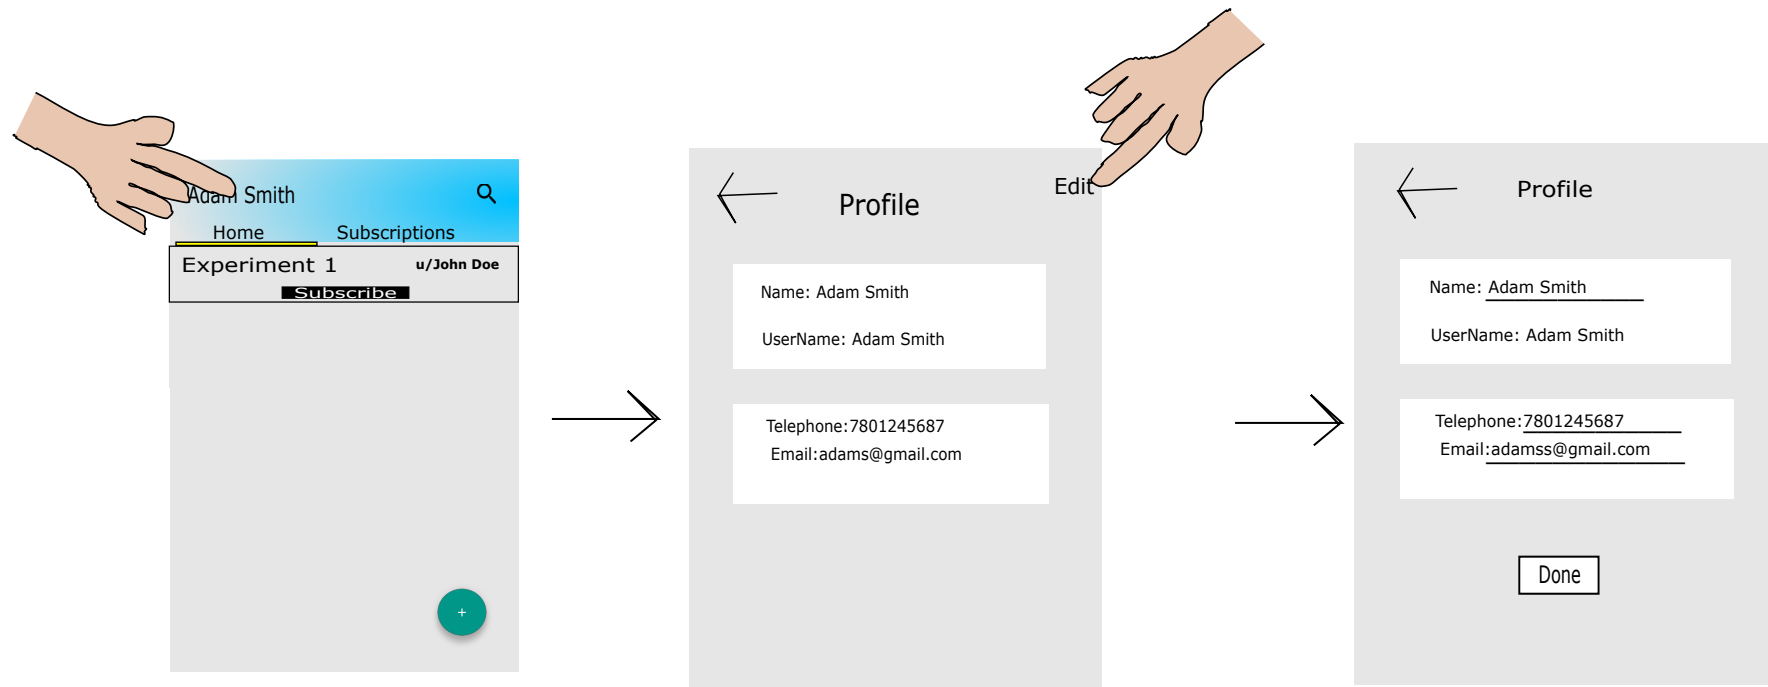 Adam Smith
Home Subscriptions
Experiment 1 u/John Doe
Subscribe
+
Profile Edit
Name: Adam Smith
UserName: Adam Smith
Telephone:7801245687
Email:adams@gmail.com
Profile
Name: Adam Smith
UserName: Adam Smith
Telephone:7801245687
Email:adamss@gmail.com
Done